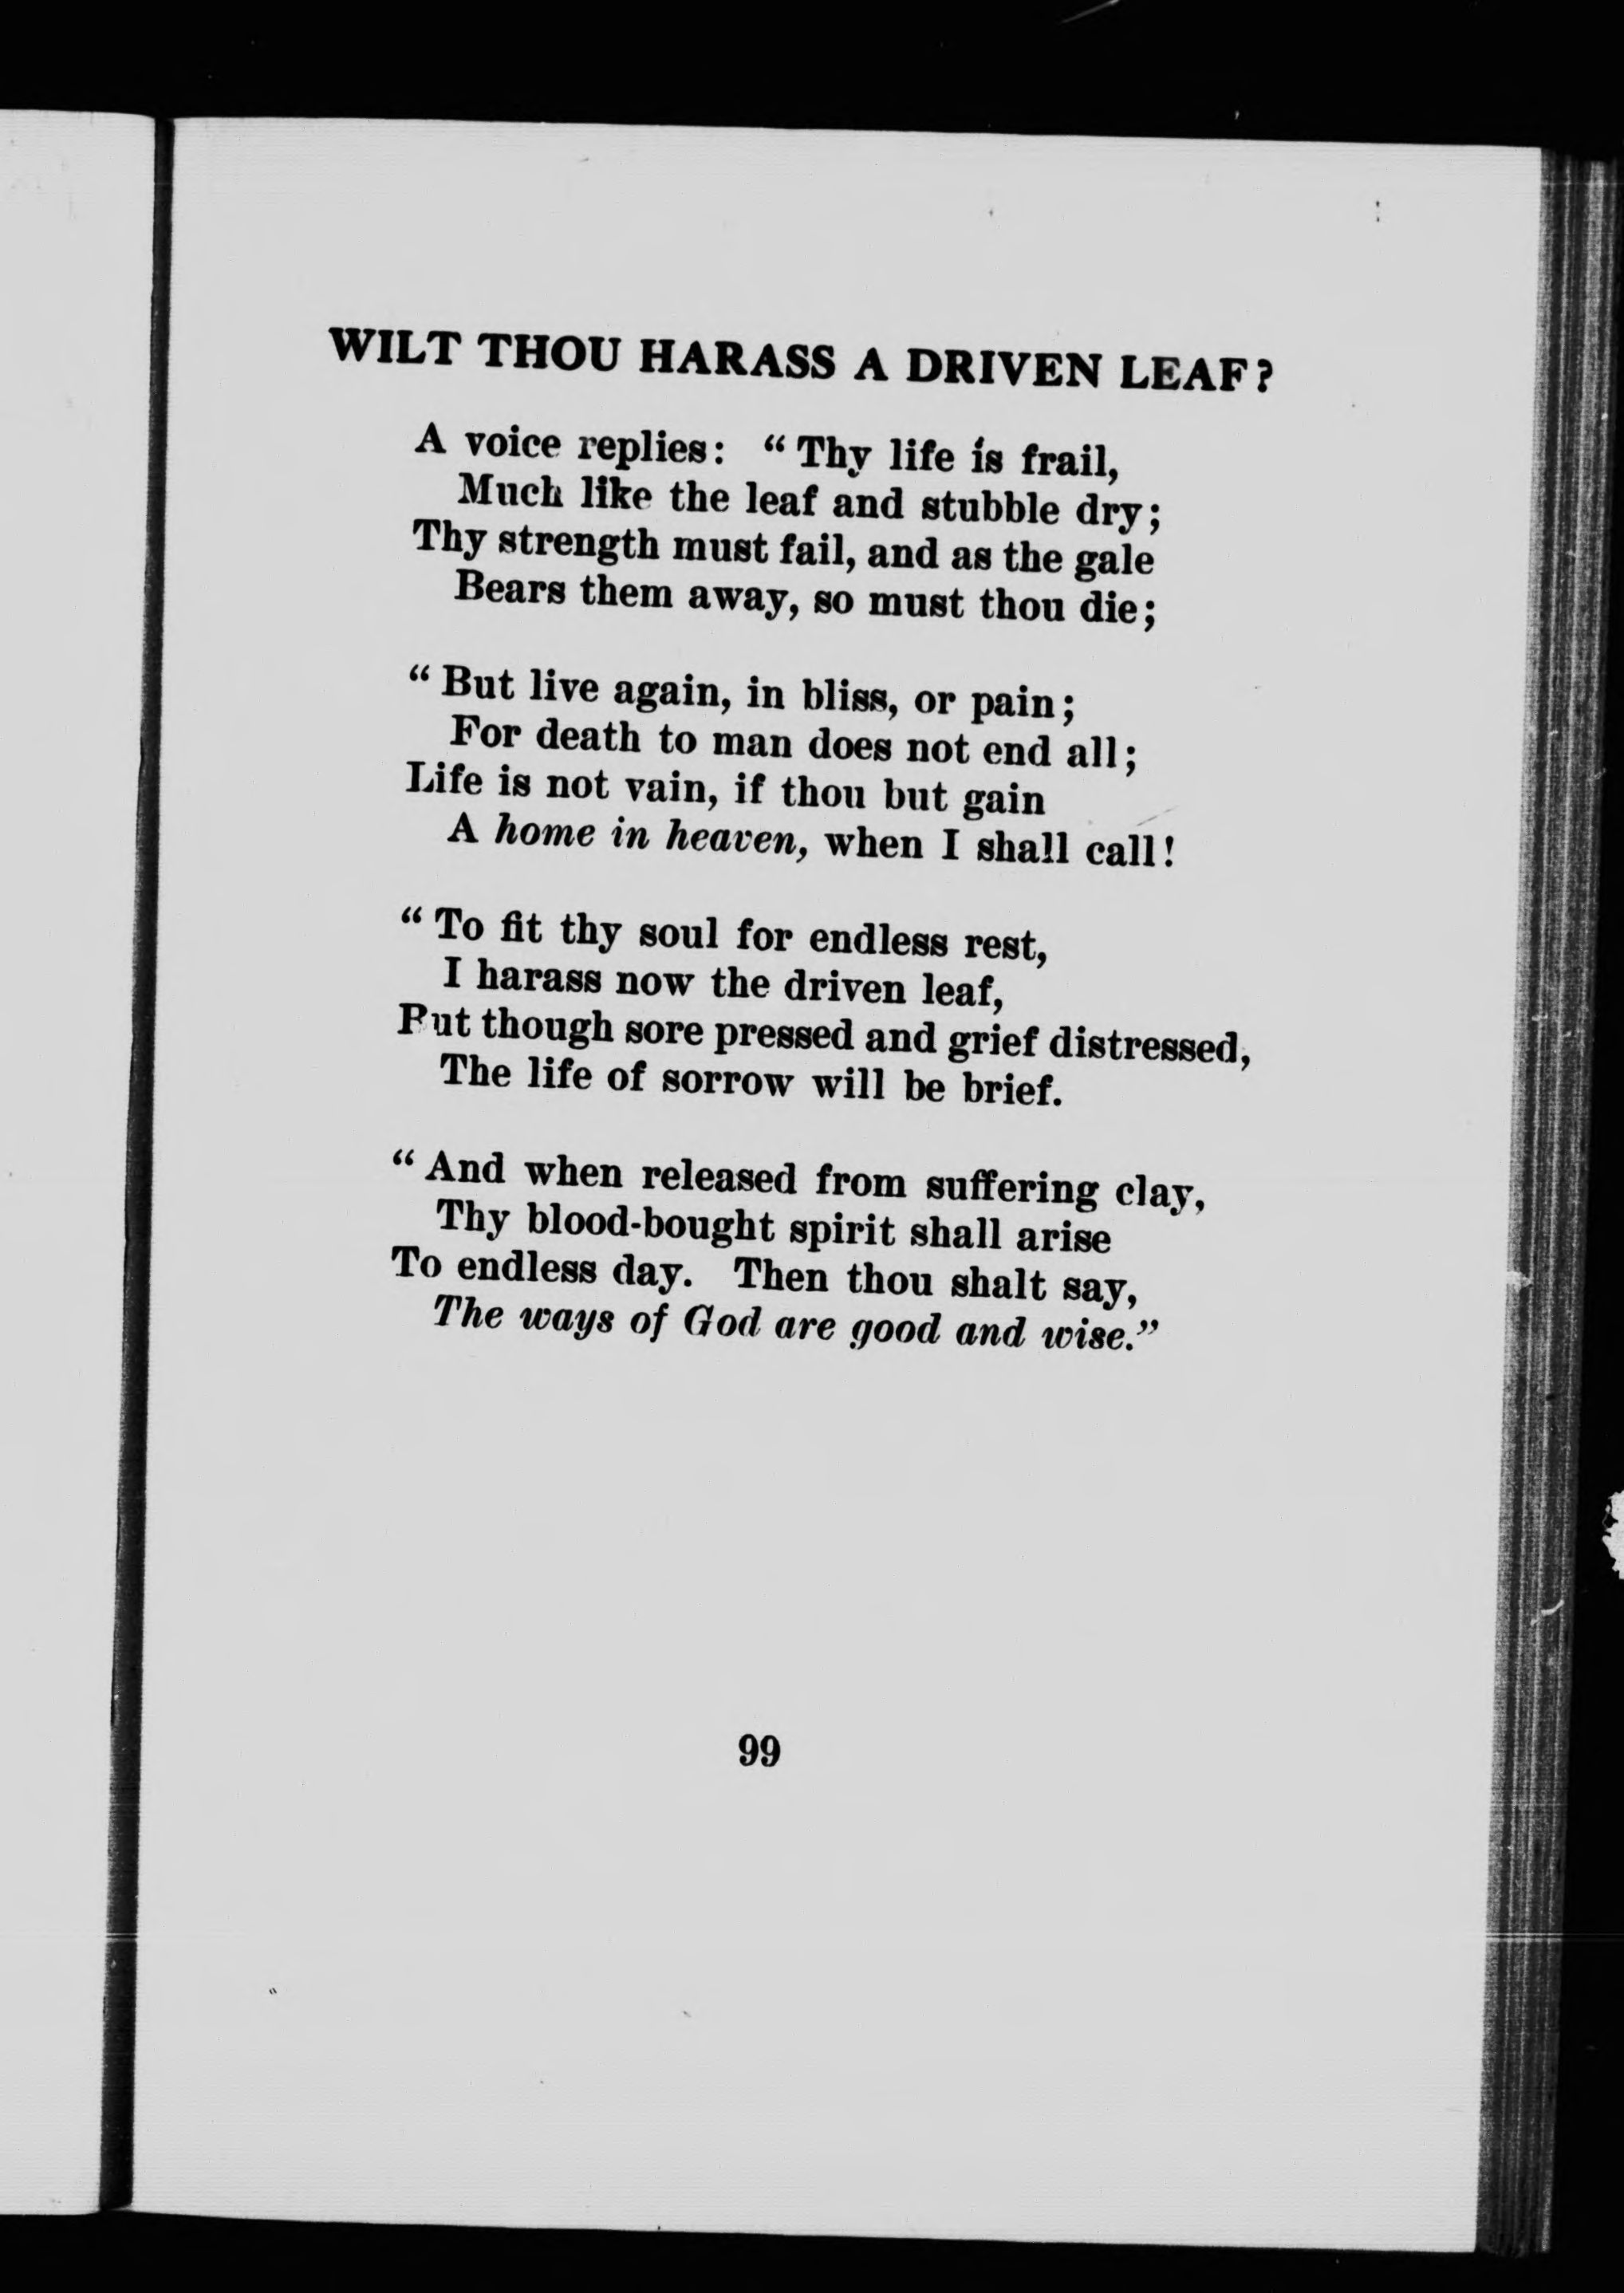 WILT THOU HARASS A DRIVEN LEAF?
A voice replies: “Thy life is frail,
Much like the leaf and stubble dry;
Thy strength must fail, and as the gale
Bears them away, so must thou die;
“But live again, in bliss, or pain;
For death to man does not end all;
Life is not vain, if thou but gain
A home in heaven, when I shall call!
“To fit thy soul for endless rest,
I harass now the driven leaf,
But though sore pressed and grief distressed,
The life of sorrow will be brief.
“And when released from suffering clay,
Thy blood-bought spirit shall arise
To endless day. Then thou shalt say,
The ways of God are good and wise.”
99